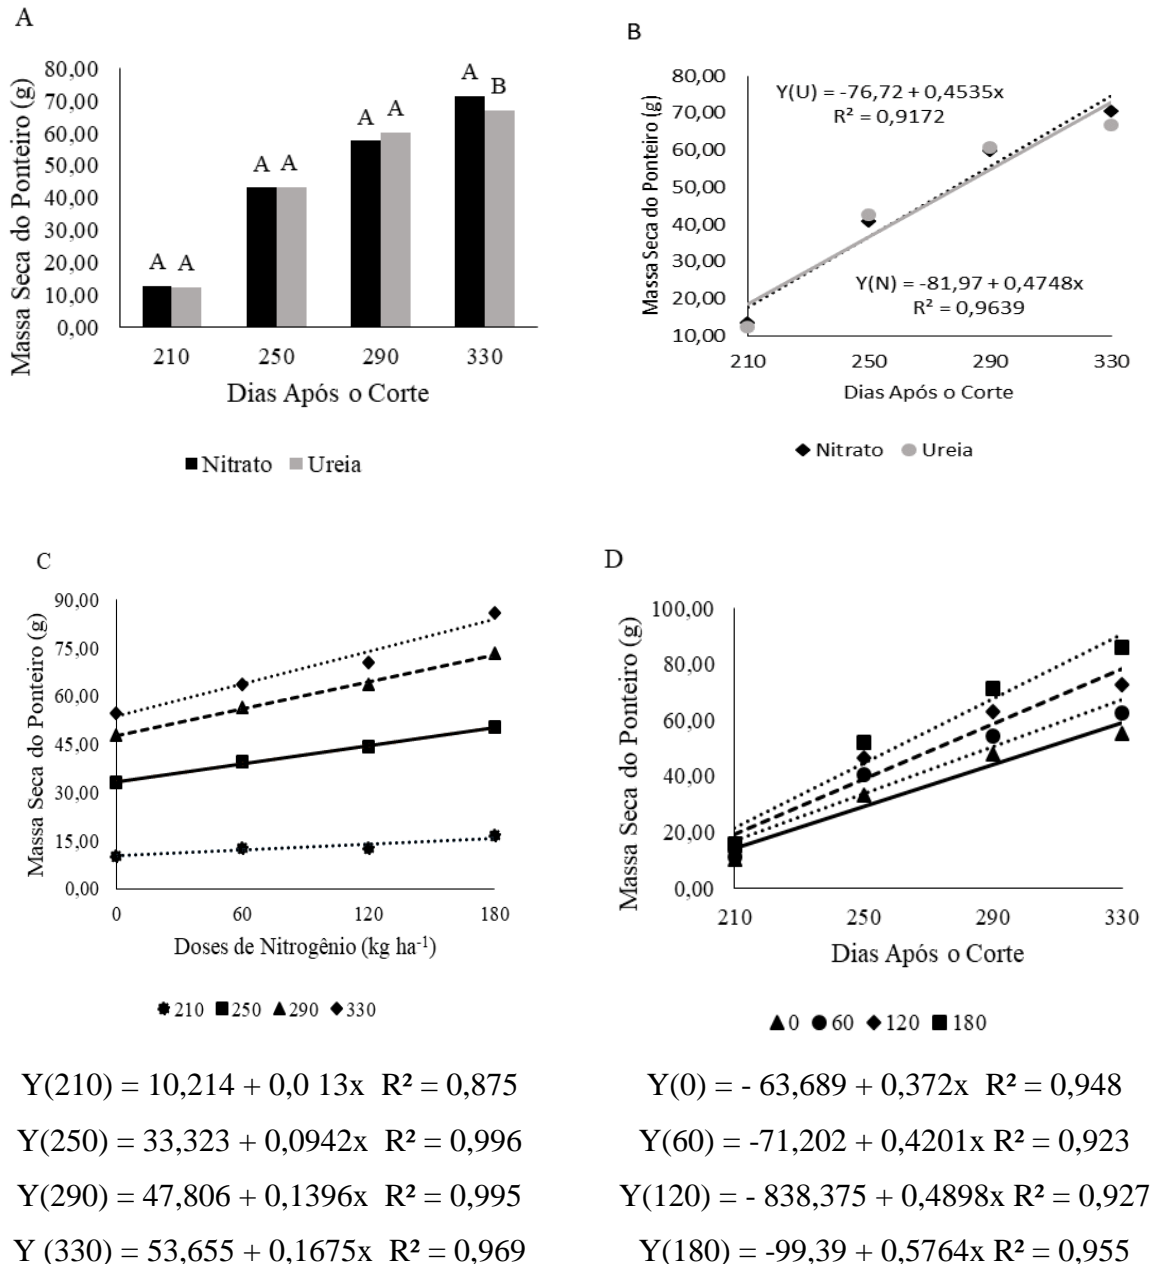 A
Massa Seca do Ponteiro (g)
80,00
70,00
60,00
50,00
40,00
30,00
20,00
10,00
0,00
A A
A A
A A
A B
210 250 290 330
Dias Após o Corte
Nitrato Ureia
B
Massa Seca do Ponteiro (g)
80,00
70,00
60,00
50,00
40,00
30,00
20,00
10,00
Y(U) = -76,72 + 0,4535x
R² = 0,9172
Y(N) = -81,97 + 0,4748x
R² = 0,9639
210 250 290 330
Dias Após o Corte
Nitrato Ureia
C
Massa Seca do Ponteiro (g)
90,00
75,00
60,00
45,00
30,00
15,00
0,00
0 60 120 180
Doses de Nitrogênio (kg ha⁻¹)
210 250 290 330
Y(210) = 10,214 + 0,0 13x R² = 0,875
Y(250) = 33,323 + 0,0942x R² = 0,996
Y(290) = 47,806 + 0,1396x R² = 0,995
Y (330) = 53,655 + 0,1675x R² = 0,969
D
Massa Seca do Ponteiro (g)
100,00
80,00
60,00
40,00
20,00
0,00
210 250 290 330
Dias Após o Corte
0 60 120 180
Y(0) = - 63,689 + 0,372x R² = 0,948
Y(60) = -71,202 + 0,4201x R² = 0,923
Y(120) = - 838,375 + 0,4898x R² = 0,927
Y(180) = -99,39 + 0,5764x R² = 0,955